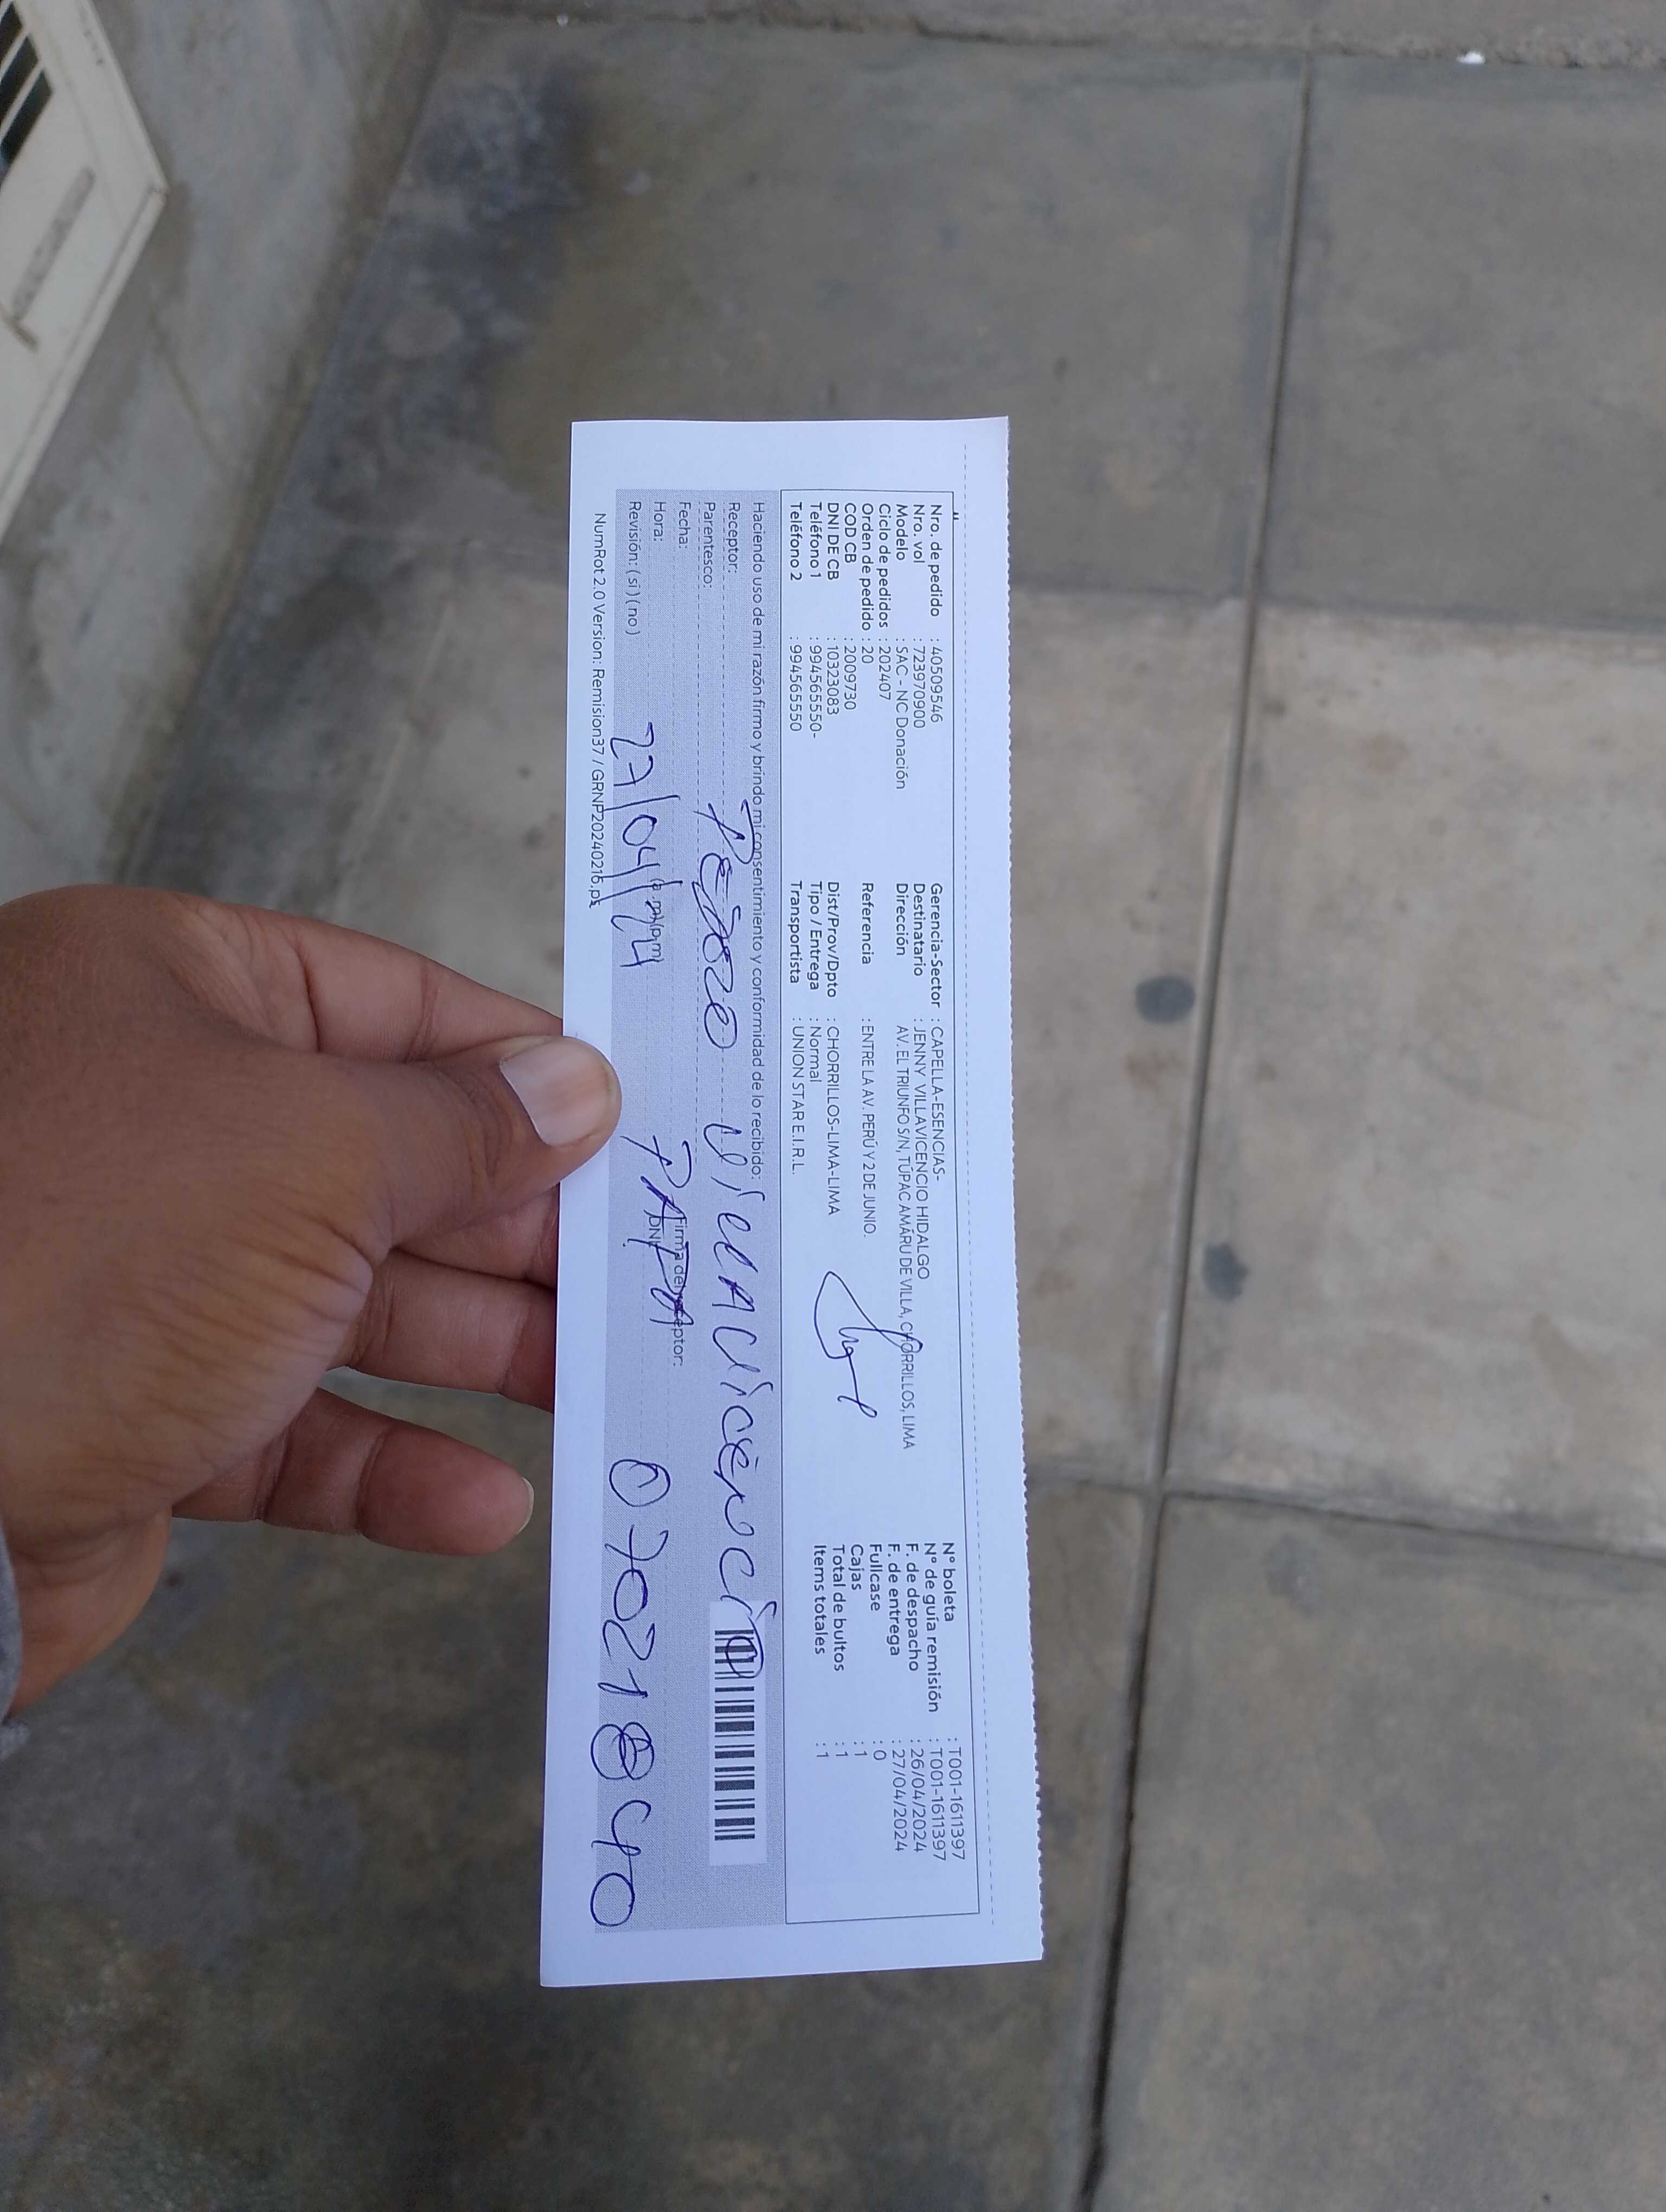 Nro. de pedido : 40509546
Nro. vol : 723970900
Modelo : SAC - NC Donación
Ciclo de pedidos : 202407
Orden de pedido : 20
COD CB : 2009730
DNI DE CB : 10323083
Teléfono 1 : 994565550-
Teléfono 2 : 994565550
Gerencia-Sector : CAPELLA-ESENCIAS-
Destinatario : JENNY VILLAVICENCIO HIDALGO
Dirección AV. EL TRIUNFO S/N, TÚPAC AMARU DE VILLA, CHORRILLOS, LIMA
Referencia : ENTRE LA AV. PERÚ Y 2 DE JUNIO.
Dist/Prov/Dpto : CHORRILLOS-LIMA-LIMA
Tipo / Entrega : Normal
Transportista : UNION STAR E.I.R.L.
N° boleta : T001-1611397
N° de guía remisión : T001-1611397
F. de despacho : 26/04/2024
F. de entrega : 27/04/2024
Fullcase : 0
Cajas : 1
Total de bultos : 1
Items totales : 1
Haciendo uso de mi razón firmo y brindo mi consentimiento y conformidad de lo recibido:
Receptor:
Parentesco:
Fecha:
Hora: (a.m)(p.m)
Revisión: (si) (no)
Firma del receptor:
DNI:
27/04/24
PAPA
NumRot 2.0 Version: Remision37 / GRNP20240216.ps